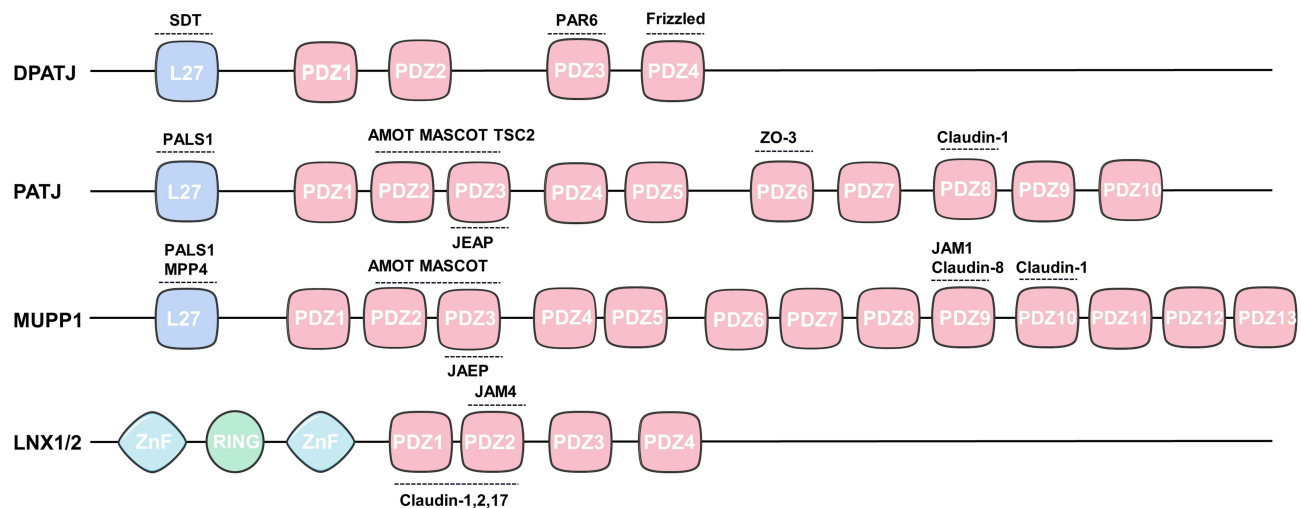 SDT PAR6 Frizzled
DPATJ L27 PDZ1 PDZ2 PDZ3 PDZ4
PALS1 AMOT MASCOT TSC2 ZO-3 Claudin-1
PATJ L27 PDZ1 PDZ2 PDZ3 PDZ4 PDZ5 PDZ6 PDZ7 PDZ8 PDZ9 PDZ10
JEAP
PALS1 JAM1
MPP4 AMOT MASCOT Claudin-8 Claudin-1
MUPP1 L27 PDZ1 PDZ2 PDZ3 PDZ4 PDZ5 PDZ6 PDZ7 PDZ8 PDZ9 PDZ10 PDZ11 PDZ12 PDZ13
JAEP
JAM4
LNX1/2 ZnF RING ZnF PDZ1 PDZ2 PDZ3 PDZ4
Claudin-1,2,17